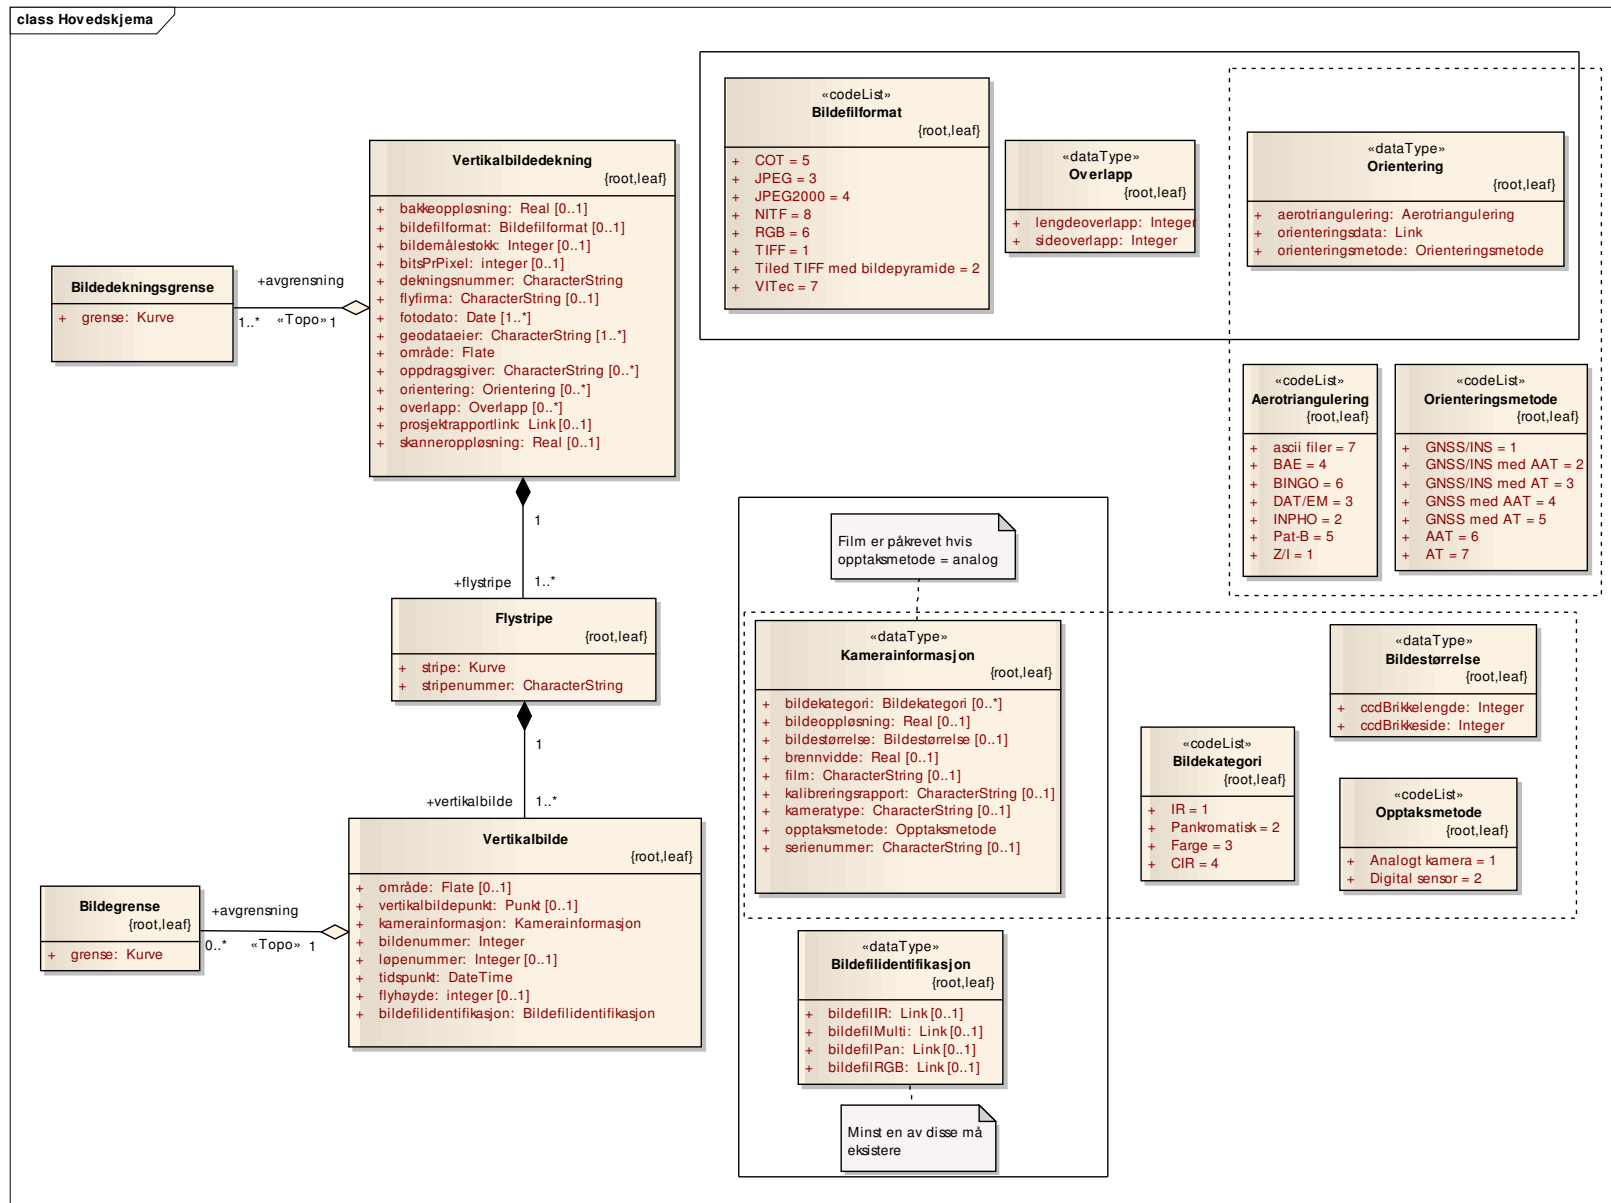 class Hovedskjema
«codeList»
Bildefilformat
{root,leaf}
+ COT = 5
+ JPEG = 3
+ JPEG2000 = 4
+ NITF = 8
+ RGB = 6
+ TIFF = 1
+ Tiled TIFF med bildepyramide = 2
+ VITec = 7
«dataType»
Overlapp
{root,leaf}
+ lengdeoverlapp: Integer
+ sideoverlapp: Integer
«dataType»
Orientering
{root,leaf}
+ aerotriangulering: Aerotriangulering
+ orienteringsdata: Link
+ orienteringsmetode: Orienteringsmetode
Vertikalbildedekning
{root,leaf}
+ bakkeoppløsning: Real [0..1]
+ bildefilformat: Bildefilformat [0..1]
+ bildemålestokk: Integer [0..1]
+ bitsPrPixel: integer [0..1]
+ dekningsnummer: CharacterString
+ flyfirma: CharacterString [0..1]
+ fotodato: Date [1..*]
+ geodataeier: CharacterString [1..*]
+ område: Flate
+ oppdragsgiver: CharacterString [0..*]
+ orientering: Orientering [0..*]
+ overlapp: Overlapp [0..*]
+ prosjektrapportlink: Link [0..1]
+ skanneroppløsning: Real [0..1]
Bildedekningsgrense
+ grense: Kurve
+avgrensning
1..* «Topo» 1
«codeList»
Aerotriangulering
{root,leaf}
+ ascii filer = 7
+ BAE = 4
+ BINGO = 6
+ DAT/EM = 3
+ INPHO = 2
+ Pat-B = 5
+ Z/I = 1
«codeList»
Orienteringsmetode
{root,leaf}
+ GNSS/INS = 1
+ GNSS/INS med AAT = 2
+ GNSS/INS med AT = 3
+ GNSS med AAT = 4
+ GNSS med AT = 5
+ AAT = 6
+ AT = 7
1
+flystripe 1..*
Flystripe
{root,leaf}
+ stripe: Kurve
+ stripenummer: CharacterString
1
+vertikalbilde 1..*
Film er påkrevet hvis
opptaksmetode = analog
«dataType»
Kamerainformasjon
{root,leaf}
+ bildekategori: Bildekategori [0..*]
+ bildeoppløsning: Real [0..1]
+ bildestørrelse: Bildestørrelse [0..1]
+ brennvidde: Real [0..1]
+ film: CharacterString [0..1]
+ kalibreringsrapport: CharacterString [0..1]
+ kameratype: CharacterString [0..1]
+ opptaksmetode: Opptaksmetode
+ serienummer: CharacterString [0..1]
«dataType»
Bildestørrelse
{root,leaf}
+ ccdBrikkelengde: Integer
+ ccdBrikkeside: Integer
«codeList»
Bildekategori
{root,leaf}
+ IR = 1
+ Pankromatisk = 2
+ Farge = 3
+ CIR = 4
«codeList»
Opptaksmetode
{root,leaf}
+ Analogt kamera = 1
+ Digital sensor = 2
Vertikalbilde
{root,leaf}
+ område: Flate [0..1]
+ vertikalbildepunkt: Punkt [0..1]
+ kamerainformasjon: Kamerainformasjon
+ bildenummer: Integer
+ løpenummer: Integer [0..1]
+ tidspunkt: DateTime
+ flyhøyde: integer [0..1]
+ bildefilidentifikasjon: Bildefilidentifikasjon
Bildegrense
{root,leaf}
+ grense: Kurve
+avgrensning
0..* «Topo» 1
«dataType»
Bildefilidentifikasjon
{root,leaf}
+ bildefilIR: Link [0..1]
+ bildefilMulti: Link [0..1]
+ bildefilPan: Link [0..1]
+ bildefilRGB: Link [0..1]
Minst en av disse må
eksistere